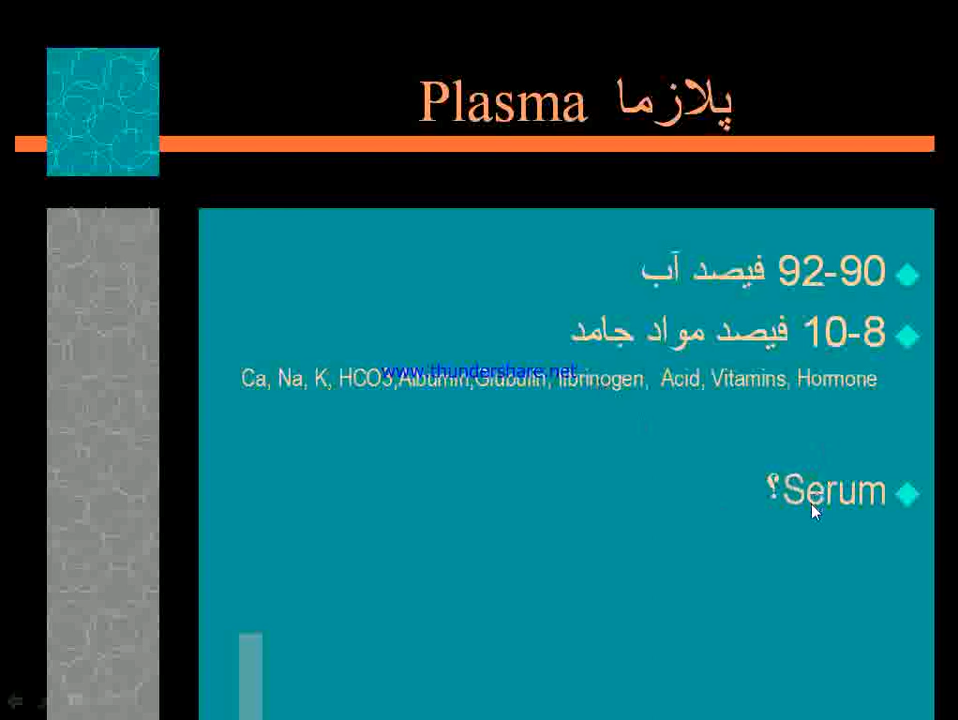 پلازما Plasma
92-90 فیصد آب
10-8 فیصد مواد جامد
Ca, Na, K, HCO3,Albumin,Glubulin, fibrinogen, Acid, Vitamins, Hormone
www.thundershare.net
Serum؟